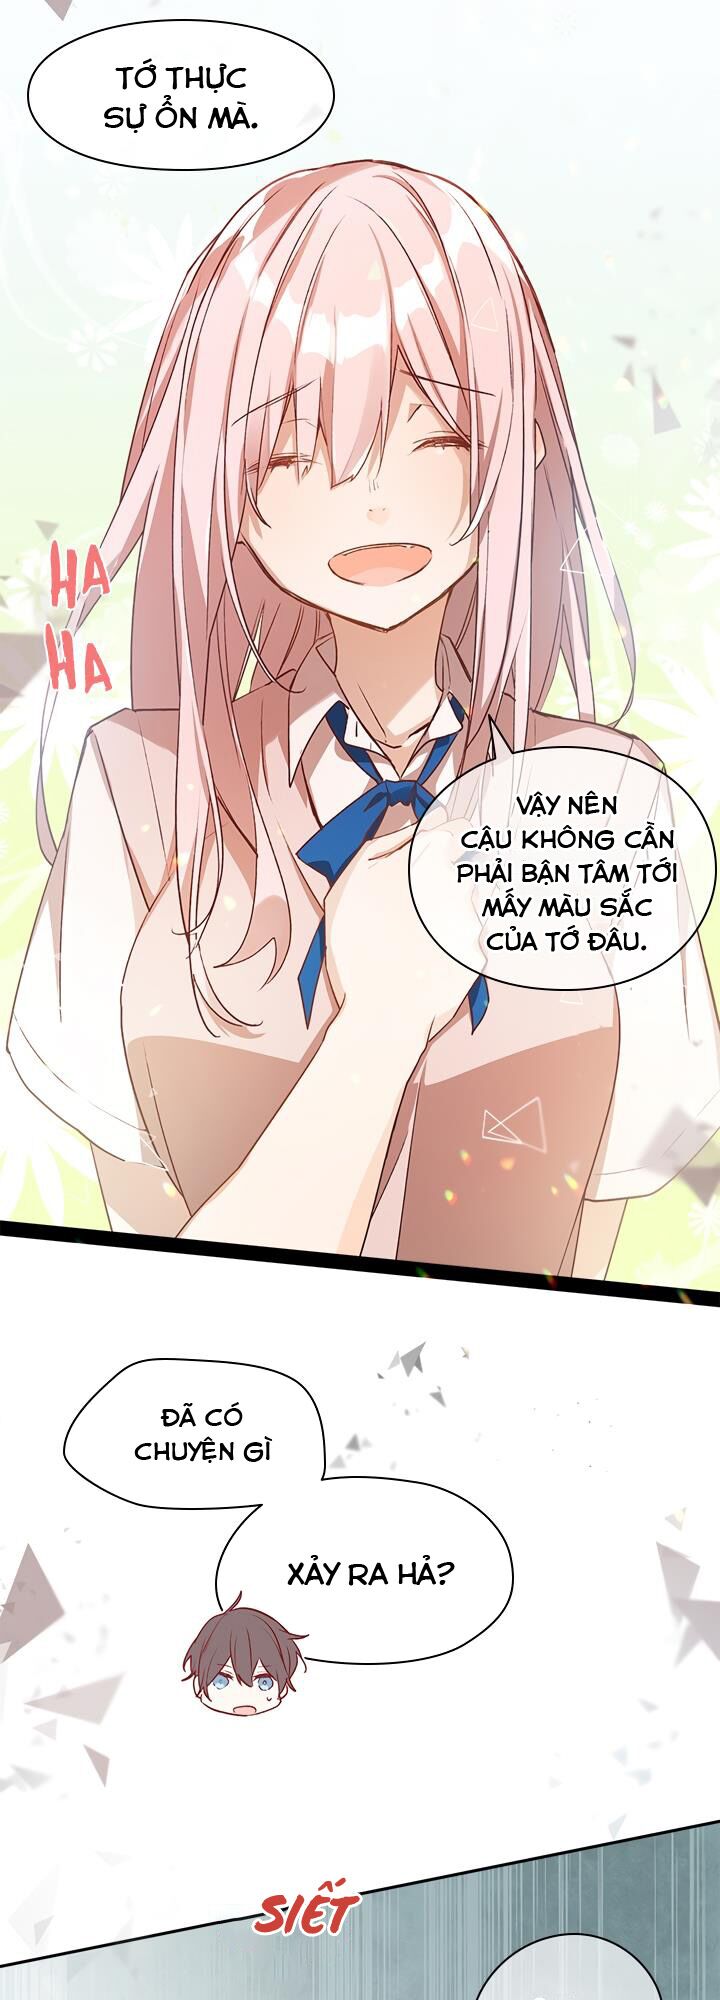 TỚ THỰC
SỰ ỔN MÀ.
HA
HA
VẬY NÊN
CẬU KHÔNG CẦN
PHẢI BẬN TÂM TỚI
MẤY MÀU SẮC
CỦA TỚ ĐÂU.
ĐÃ CÓ
CHUYỆN GÌ
XẢY RA HẢ?
SIẾT